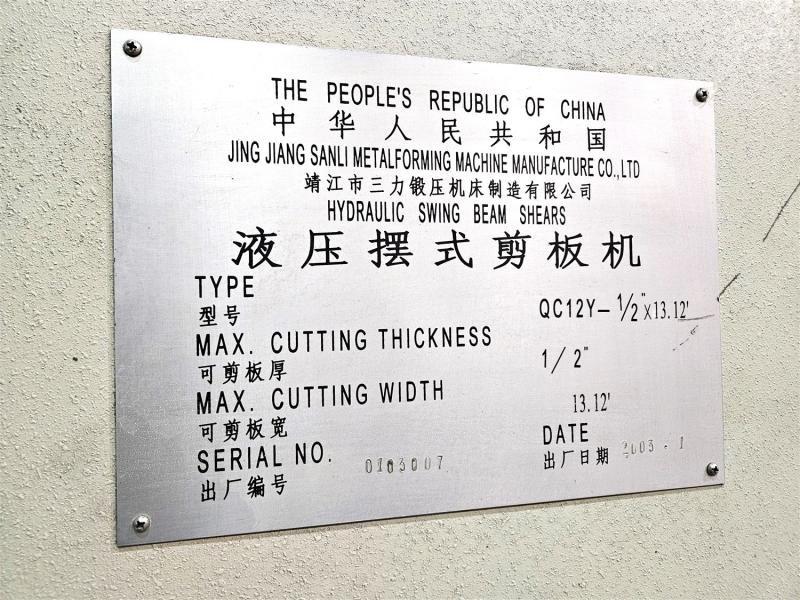 THE PEOPLE'S REPUBLIC OF CHINA
中华人民共和国
JING JIANG SANLI METALFORMING MACHINE MANUFACTURE CO., LTD
靖江市三力锻压机床制造有限公司
HYDRAULIC SWING BEAM SHEARS
液压摆式剪板机
TYPE
型号 QC12Y-1/2"X13.12'
MAX. CUTTING THICKNESS
可剪板厚 1/2"
MAX. CUTTING WIDTH
可剪板宽 13.12'
SERIAL NO. 0103007 DATE
出厂编号 出厂日期 2003.1